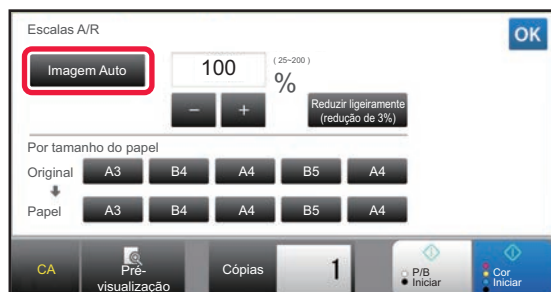 Escalas A/R
OK
Imagem Auto
100
( 25~200 )
%
– +
Reduzir ligeiramente
(redução de 3%)
Por tamanho do papel
Original A3 B4 A4 B5 A4
Papel A3 B4 A4 B5 A4
CA
Pré-
visualização
Cópias
1
P/B
Iniciar
Cor
Iniciar